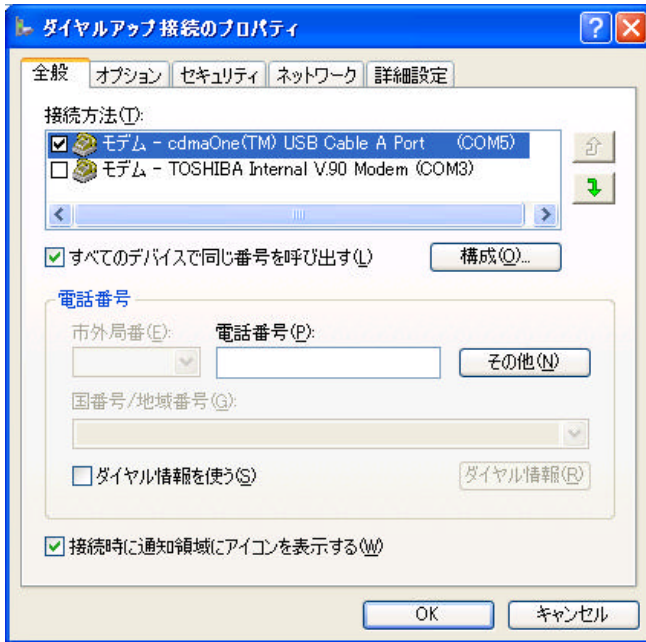 ダイヤルアップ接続のプロパティ
全般 オプション セキュリティ ネットワーク 詳細設定
接続方法(T):
モデム - cdmaOne(TM) USB Cable A Port (COM5)
モデム - TOSHIBA Internal V.90 Modem (COM3)
すべてのデバイスで同じ番号を呼び出す(L) 構成(O)...
電話番号
市外局番(E): 電話番号(P):
その他(N)
国番号/地域番号(G):
ダイヤル情報を使う(S) ダイヤル情報(R)
接続時に通知領域にアイコンを表示する(W)
OK キャンセル